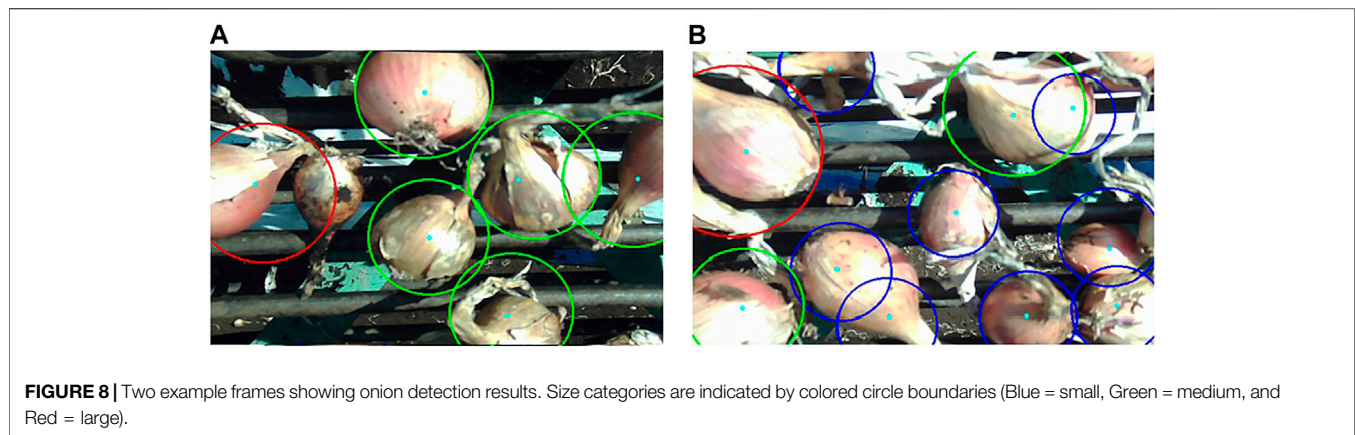 A
B
FIGURE 8 | Two example frames showing onion detection results. Size categories are indicated by colored circle boundaries (Blue = small, Green = medium, and
Red = large).